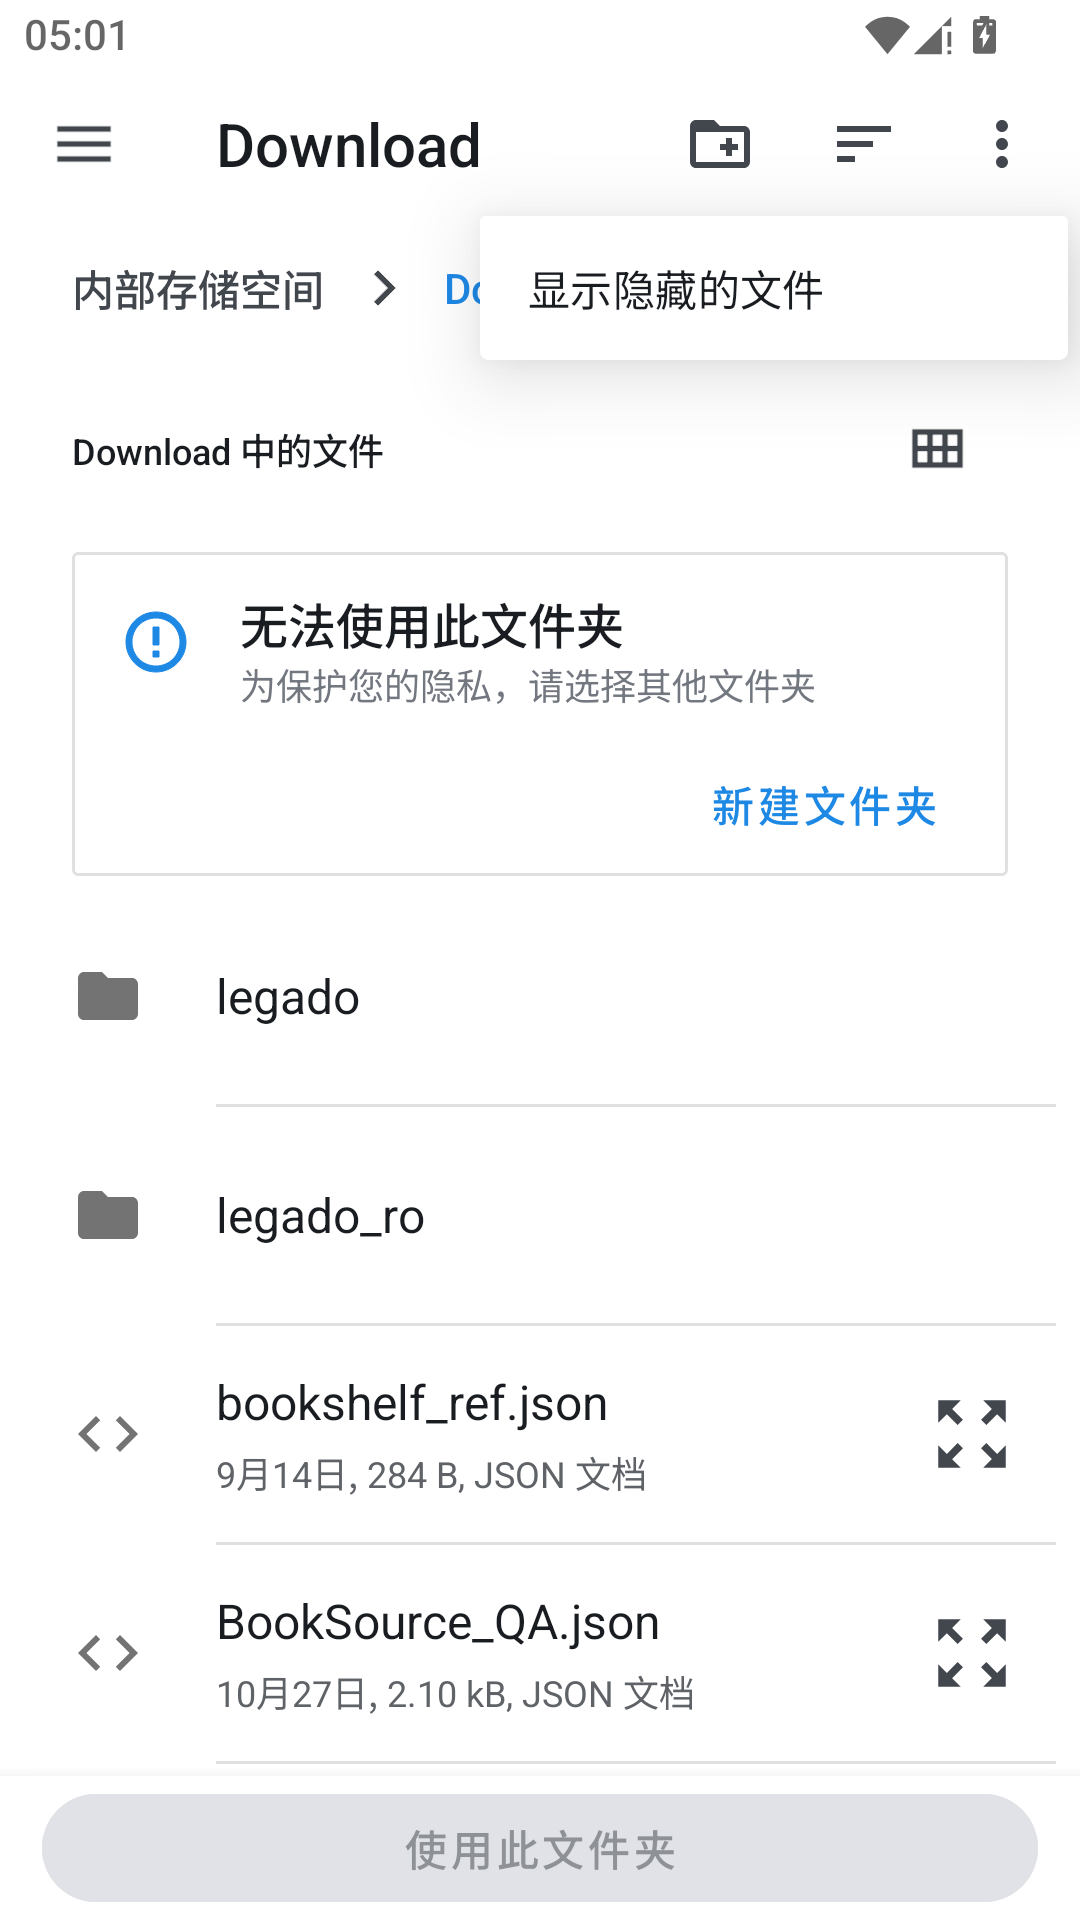 05:01
Download
内部存储空间
显示隐藏的文件
Download 中的文件
无法使用此文件夹
为保护您的隐私，请选择其他文件夹
新建文件夹
legado
legado_ro
bookshelf_ref.json
9月14日, 284 B, JSON 文档
BookSource_QA.json
10月27日, 2.10 kB, JSON 文档
使用此文件夹